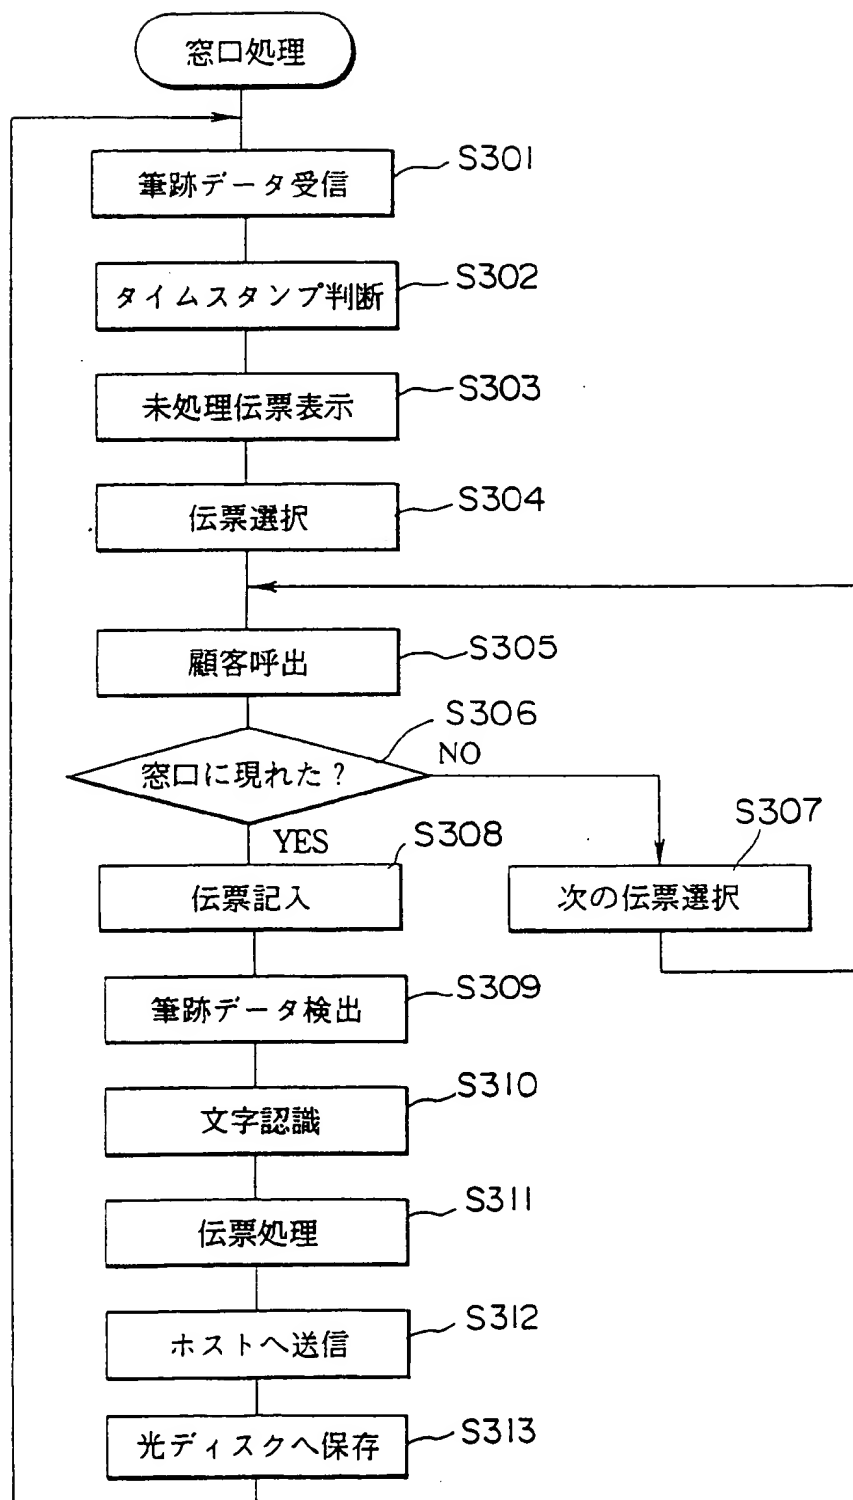 窓口処理
S301
筆跡データ受信
S302
タイムスタンプ判断
S303
未処理伝票表示
S304
伝票選択
S305
顧客呼出
S306
窓口に現れた？
NO
YES
S307
次の伝票選択
S308
伝票記入
S309
筆跡データ検出
S310
文字認識
S311
伝票処理
S312
ホストへ送信
S313
光ディスクへ保存